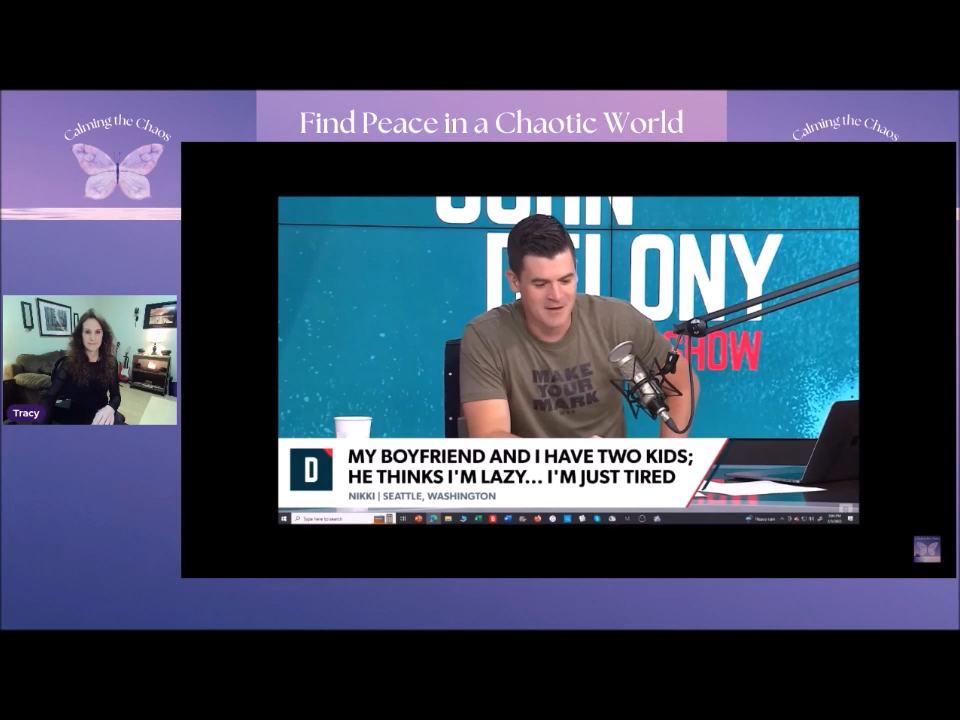 Find Peace in a Chaotic World
Calming the Chaos
Calming the Chaos
JOHN
DELONY
SHOW
MAKE
YOUR
MARK
Tracy
D
MY BOYFRIEND AND I HAVE TWO KIDS;
HE THINKS I'M LAZY... I'M JUST TIRED
NIKKI | SEATTLE, WASHINGTON
Type here to search